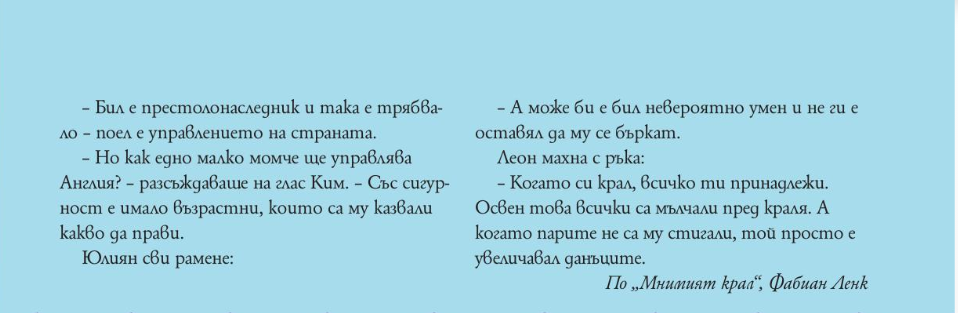 – Бил е престолонаследник и така е трябва-
ло – поел е управлението на страната.
– Но как едно малко момче ще управлява
Англия? – разсъждаваше на глас Ким. – Със сигур-
ност е имало възрастни, които са му казвали
какво да прави.
Юлиян сви рамене:
– А може би е бил невероятно умен и не ги е
оставял да му се бъркат.
Леон махна с ръка:
– Когато си крал, всичко ти принадлежи.
Освен това всички са мълчали пред краля. А
когато парите не са му стигали, той просто е
увеличавал данъците.
По „Мнимият крал“, Фабиан Ленк